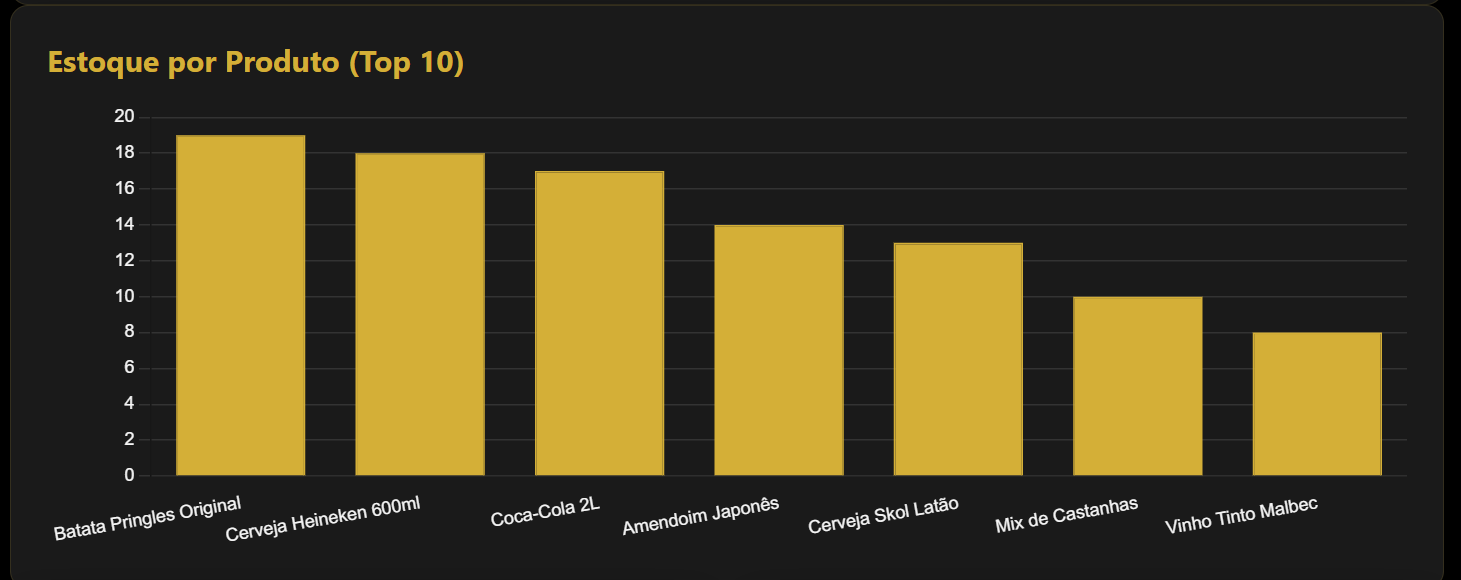 Estoque por Produto (Top 10)
20
18
16
14
12
10
8
6
4
2
0
Batata Pringles Original
Cerveja Heineken 600ml
Coca-Cola 2L
Amendoim Japonês
Cerveja Skol Latão
Mix de Castanhas
Vinho Tinto Malbec